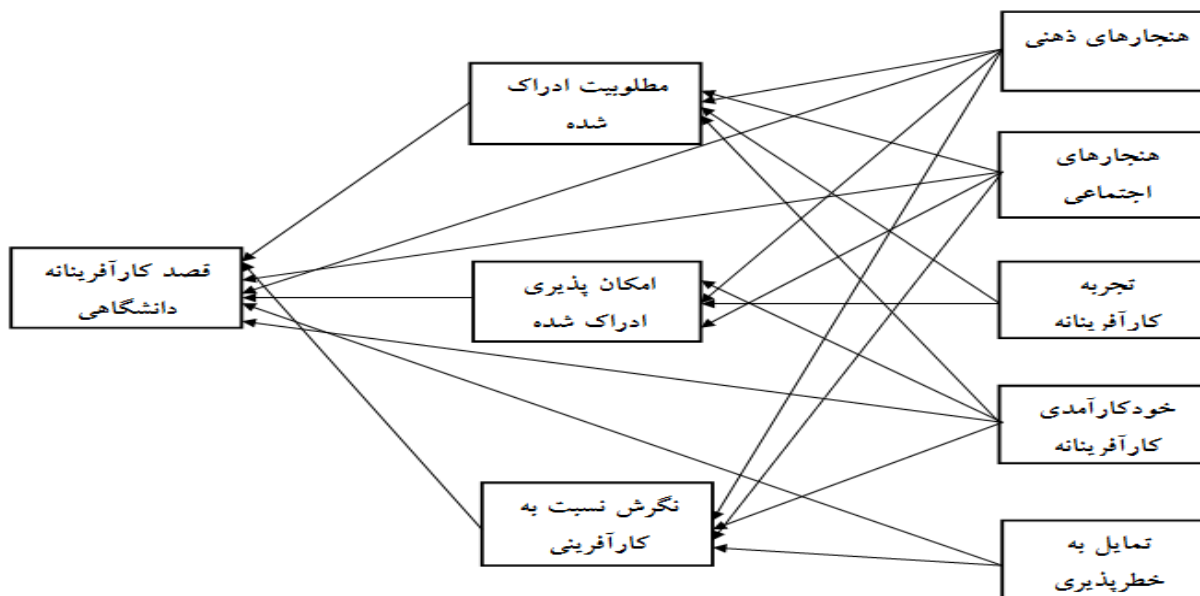 هنجارهای ذهنی
هنجارهای
اجتماعی
تجربه
کارآفرینانه
خودکارآمدی
کارآفرینانه
تمایل به
خطرپذیری
مطلوبیت ادراک
شده
امکان پذیری
ادراک شده
نگرش نسبت به
کارآفرینی
قصد کارآفرینانه
دانشگاهی